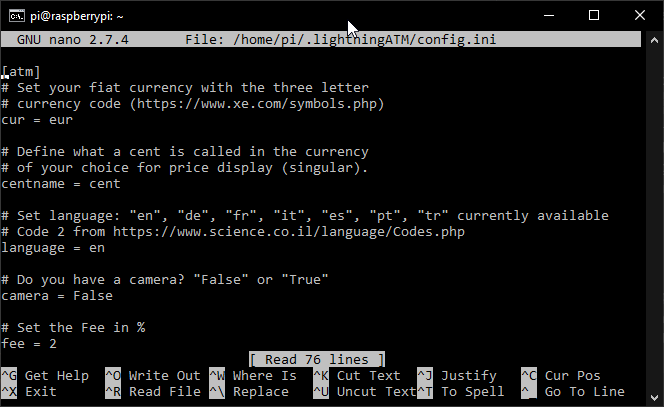 pi@raspberrypi: ~
GNU nano 2.7.4 File: /home/pi/.lightningATM/config.ini
[atm]
# Set your fiat currency with the three letter
# currency code (https://www.xe.com/symbols.php)
cur = eur
# Define what a cent is called in the currency
# of your choice for price display (singular).
centname = cent
# Set language: "en", "de", "fr", "it", "es", "pt", "tr" currently available
# Code 2 from https://www.science.co.il/language/Codes.php
language = en
# Do you have a camera? "False" or "True"
camera = False
# Set the Fee in %
fee = 2
[ Read 76 lines ]
^G Get Help ^O Write Out ^W Where Is ^K Cut Text ^J Justify ^C Cur Pos
^X Exit ^R Read File ^\ Replace ^U Uncut Text ^T To Spell ^_ Go To Line